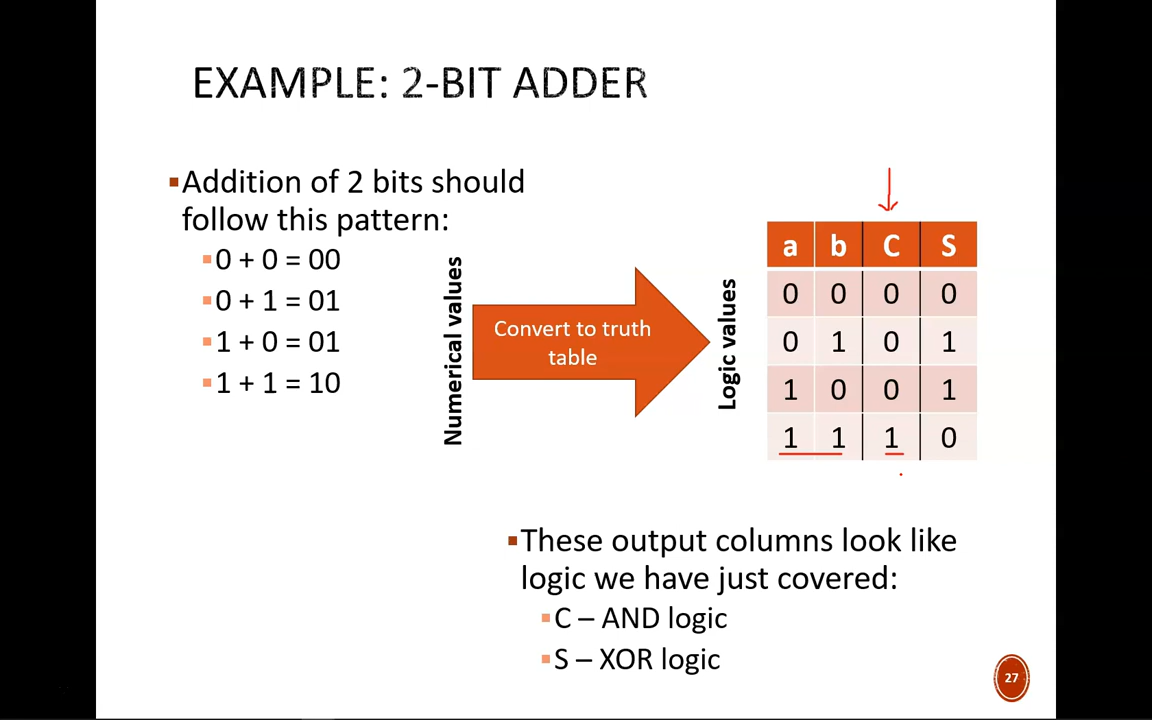 EXAMPLE: 2-BIT ADDER
▪Addition of 2 bits should
follow this pattern:
▪0 + 0 = 00
▪0 + 1 = 01
▪1 + 0 = 01
▪1 + 1 = 10
Numerical values
Convert to truth
table
Logic values
a b C S
0 0 0 0
0 1 0 1
1 0 0 1
1 1 1 0
▪These output columns look like
logic we have just covered:
▪C – AND logic
▪S – XOR logic
27